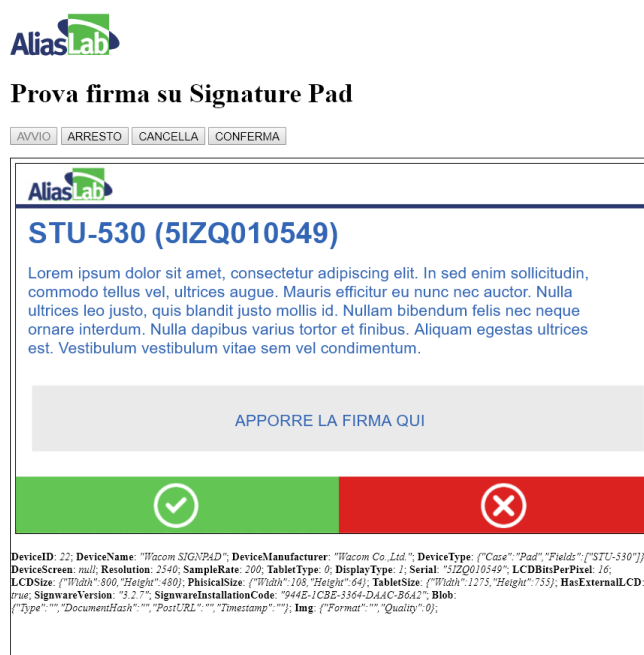 AliasLab
Prova firma su Signature Pad
AVVIO ARRESTO CANCELLA CONFERMA
AliasLab
STU-530 (5IZQ010549)
Lorem ipsum dolor sit amet, consectetur adipiscing elit. In sed enim sollicitudin,
commodo tellus vel, ultrices augue. Mauris efficitur eu nunc nec auctor. Nulla
ultrices leo justo, quis blandit justo mollis id. Nullam bibendum felis nec neque
ornare interdum. Nulla dapibus varius tortor et finibus. Aliquam egestas ultrices
est. Vestibulum vestibulum vitae sem vel condimentum.
APPORRE LA FIRMA QUI
DeviceID: 22; DeviceName: "Wacom SIGNPAD"; DeviceManufacturer: "Wacom Co.,Ltd."; DeviceType: {"Case":"Pad","Fields":["STU-530"]}
DeviceScreen: null; Resolution: 2540; SampleRate: 200; TabletType: 0; DisplayType: 1; Serial: "5IZQ010549"; LCDBitsPerPixel: 16;
LCDSize: {"Width":800,"Height":480}; PhisicalSize: {"Width":108,"Height":64}; TabletSize: {"Width":1275,"Height":755}; HasExternalLCD:
true; SignwareVersion: "3.2.7"; SignwareInstallationCode: "944E-1CBE-3364-DAAC-B6A2"; Blob:
{"Type":"","DocumentHash":"","PostURL":"","Timestamp":""}; Img: {"Format":"","Quality":0};